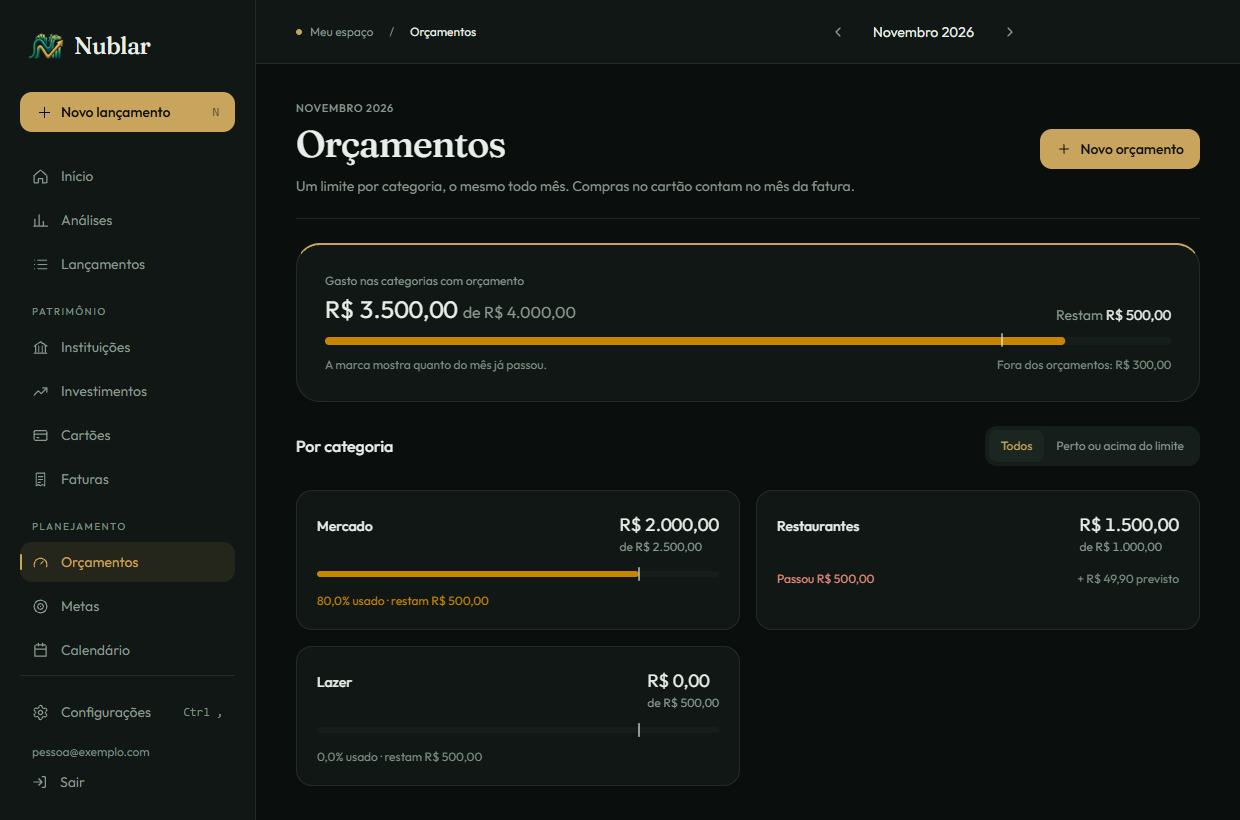 Nublar
Novo lançamento N
Início
Análises
Lançamentos
PATRIMÔNIO
Instituições
Investimentos
Cartões
Faturas
PLANEJAMENTO
Orçamentos
Metas
Calendário
Configurações Ctrl ,
pessoa@exemplo.com
Sair
Meu espaço / Orçamentos
Novembro 2026
NOVEMBRO 2026
Orçamentos
Um limite por categoria, o mesmo todo mês. Compras no cartão contam no mês da fatura.
Novo orçamento
Gasto nas categorias com orçamento
R$ 3.500,00 de R$ 4.000,00
Restam R$ 500,00
A marca mostra quanto do mês já passou.
Fora dos orçamentos: R$ 300,00
Por categoria
Todos Perto ou acima do limite
Mercado R$ 2.000,00
de R$ 2.500,00
80,0% usado · restam R$ 500,00
Restaurantes R$ 1.500,00
de R$ 1.000,00
Passou R$ 500,00 + R$ 49,90 previsto
Lazer R$ 0,00
de R$ 500,00
0,0% usado · restam R$ 500,00